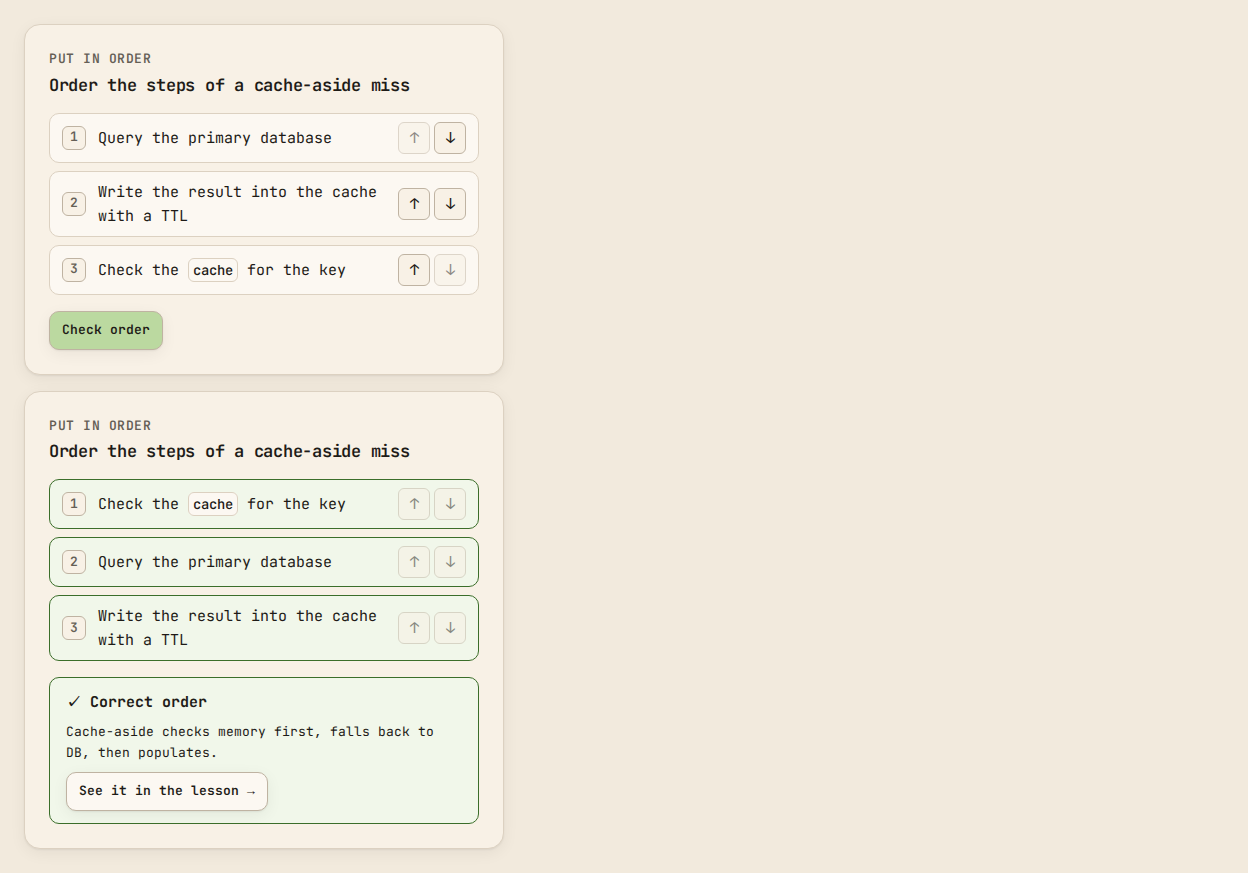 PUT IN ORDER
Order the steps of a cache-aside miss
1 Query the primary database ↑ ↓
2 Write the result into the cache
with a TTL ↑ ↓
3 Check the cache for the key ↑ ↓
Check order
PUT IN ORDER
Order the steps of a cache-aside miss
1 Check the cache for the key ↑ ↓
2 Query the primary database ↑ ↓
3 Write the result into the cache
with a TTL ↑ ↓
✓ Correct order
Cache-aside checks memory first, falls back to
DB, then populates.
See it in the lesson →